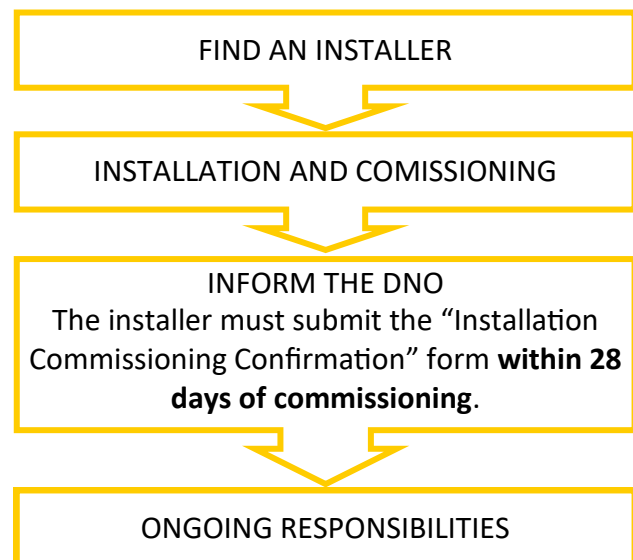 FIND AN INSTALLER
INSTALLATION AND COMISSIONING
INFORM THE DNO
The installer must submit the “Installation
Commissioning Confirmation” form within 28
days of commissioning.
ONGOING RESPONSIBILITIES